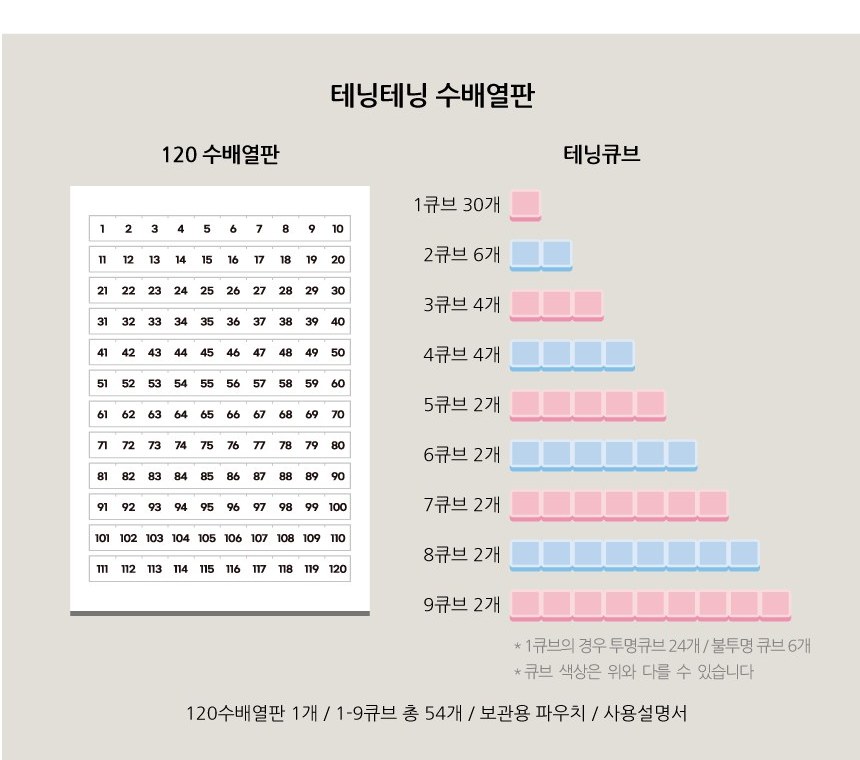 테닝테닝 수배열판
120 수배열판
1 2 3 4 5 6 7 8 9 10
11 12 13 14 15 16 17 18 19 20
21 22 23 24 25 26 27 28 29 30
31 32 33 34 35 36 37 38 39 40
41 42 43 44 45 46 47 48 49 50
51 52 53 54 55 56 57 58 59 60
61 62 63 64 65 66 67 68 69 70
71 72 73 74 75 76 77 78 79 80
81 82 83 84 85 86 87 88 89 90
91 92 93 94 95 96 97 98 99 100
101 102 103 104 105 106 107 108 109 110
111 112 113 114 115 116 117 118 119 120
테닝큐브
1큐브 30개
2큐브 6개
3큐브 4개
4큐브 4개
5큐브 2개
6큐브 2개
7큐브 2개
8큐브 2개
9큐브 2개
* 1큐브의 경우 투명큐브 24개 / 불투명 큐브 6개
* 큐브 색상은 위와 다를 수 있습니다
120수배열판 1개 / 1-9큐브 총 54개 / 보관용 파우치 / 사용설명서